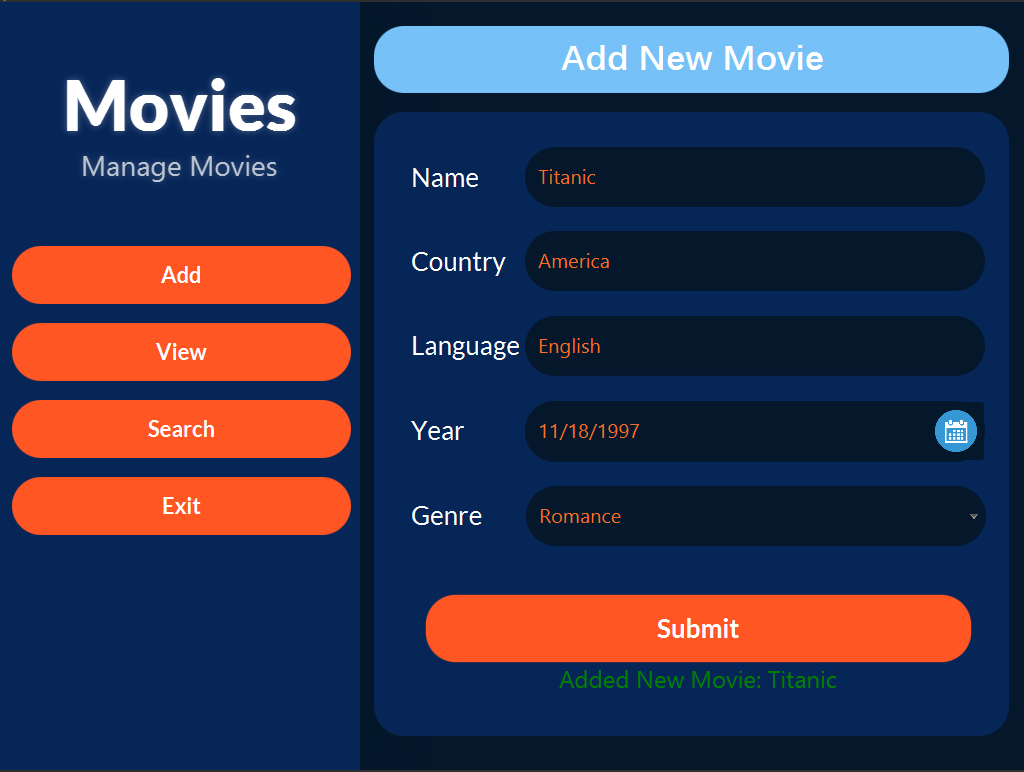 Movies
Manage Movies
Add
View
Search
Exit
Add New Movie
Name
Titanic
Country
America
Language
English
Year
11/18/1997
Genre
Romance
Submit
Added New Movie: Titanic